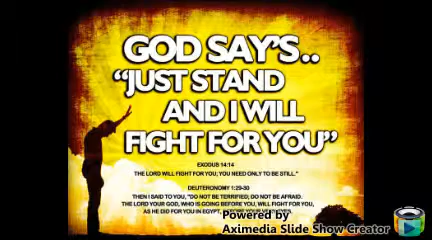 GOD SAY'S..
“JUST STAND
AND I WILL
FIGHT FOR YOU”
EXODUS 14:14
THE LORD WILL FIGHT FOR YOU; YOU NEED ONLY TO BE STILL."
DEUTERONOMY 1:29-30
THEN I SAID TO YOU, "DO NOT BE TERRIFIED; DO NOT BE AFRAID.
THE LORD YOUR GOD, WHO IS GOING BEFORE YOU, WILL FIGHT FOR YOU,
AS HE DID FOR YOU IN EGYPT,
Powered by
Aximedia Slide Show Creator